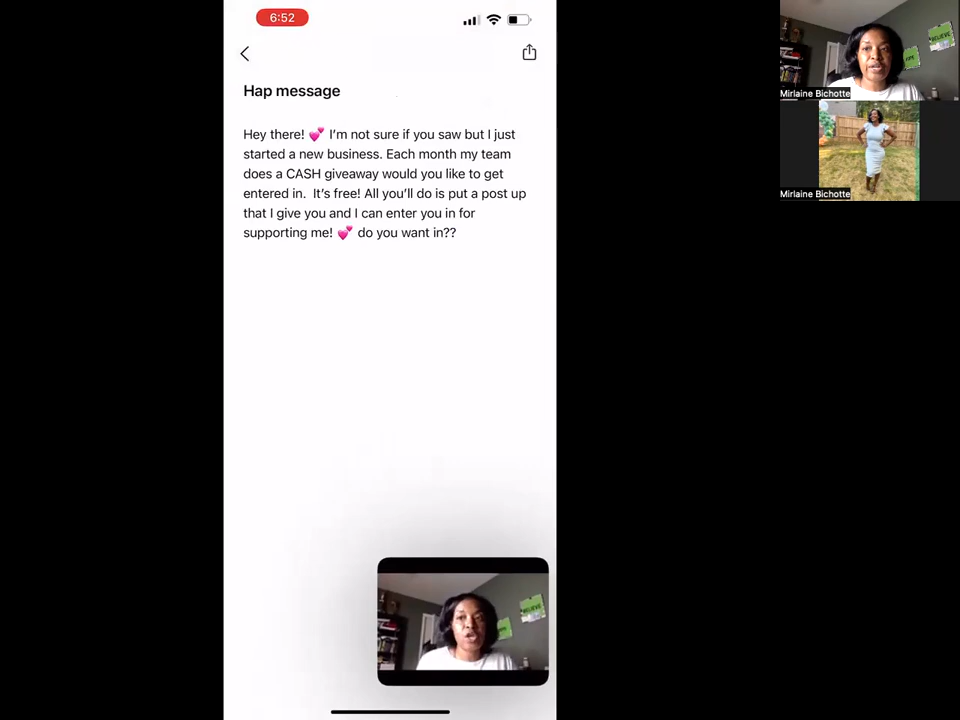 6:52
Hap message
Hey there! 💕 I'm not sure if you saw but I just
started a new business. Each month my team
does a CASH giveaway would you like to get
entered in.  It's free! All you'll do is put a post up
that I give you and I can enter you in for
supporting me! 💕 do you want in??
BELIEVE
Mirlaine Bichotte
Mirlaine Bichotte
BELIEVE